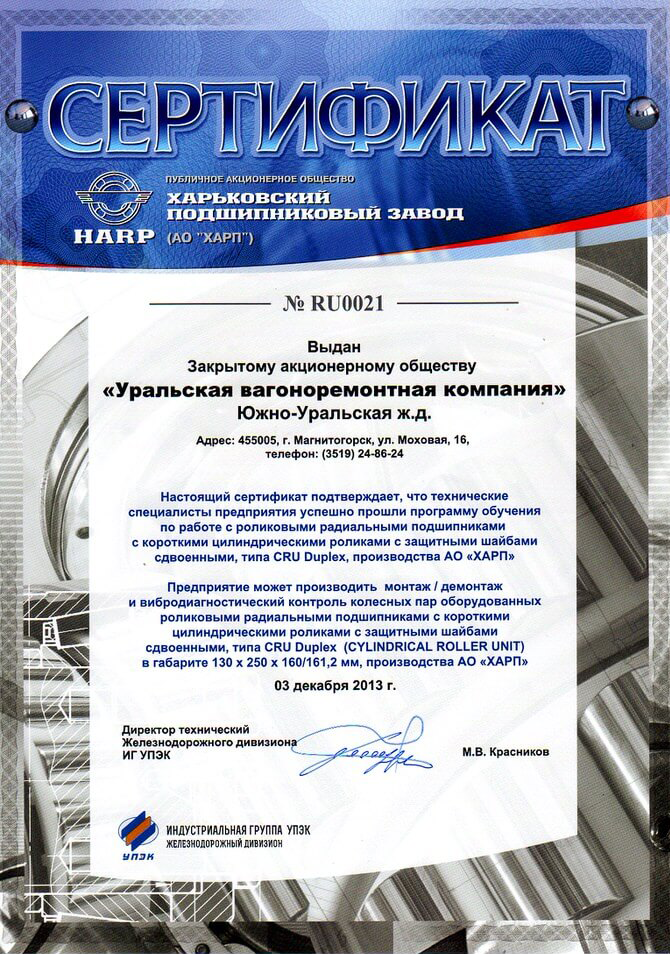 СЕРТИФИКАТ
ПУБЛИЧНОЕ АКЦИОНЕРНОЕ ОБЩЕСТВО
ХАРЬКОВСКИЙ
ПОДШИПНИКОВЫЙ ЗАВОД
HARP (АО "ХАРП")
№ RU0021
Выдан
Закрытому акционерному обществу
«Уральская вагоноремонтная компания»
Южно-Уральская ж.д.
Адрес: 455005, г. Магнитогорск, ул. Моховая, 16,
телефон: (3519) 24-86-24
Настоящий сертификат подтверждает, что технические
специалисты предприятия успешно прошли программу обучения
по работе с роликовыми радиальными подшипниками
с короткими цилиндрическими роликами с защитными шайбами
сдвоенными, типа CRU Duplex, производства АО «ХАРП»
Предприятие может производить монтаж / демонтаж
и вибродиагностический контроль колесных пар оборудованных
роликовыми радиальными подшипниками с короткими
цилиндрическими роликами с защитными шайбами
сдвоенными, типа CRU Duplex (CYLINDRICAL ROLLER UNIT)
в габарите 130 x 250 x 160/161,2 мм, производства АО «ХАРП»
03 декабря 2013 г.
Директор технический
Железнодорожного дивизиона
ИГ УПЭК
М.В. Красников
ИНДУСТРИАЛЬНАЯ ГРУППА УПЭК
ЖЕЛЕЗНОДОРОЖНЫЙ ДИВИЗИОН
УПЭК